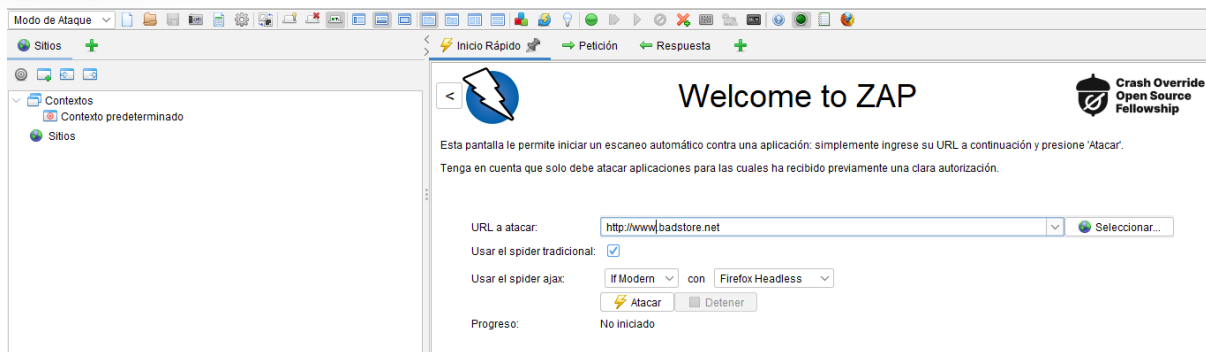 Modo de Ataque
Sitios
Inicio Rápido
Petición
Respuesta
Contextos
Contexto predeterminado
Sitios
<
Welcome to ZAP
Crash Override
Open Source
Fellowship
Esta pantalla le permite iniciar un escaneo automático contra una aplicación: simplemente ingrese su URL a continuación y presione 'Atacar'.
Tenga en cuenta que solo debe atacar aplicaciones para las cuales ha recibido previamente una clara autorización.
URL a atacar: http://www.badstore.net Seleccionar...
Usar el spider tradicional:
Usar el spider ajax: If Modern con Firefox Headless
Atacar Detener
Progreso: No iniciado